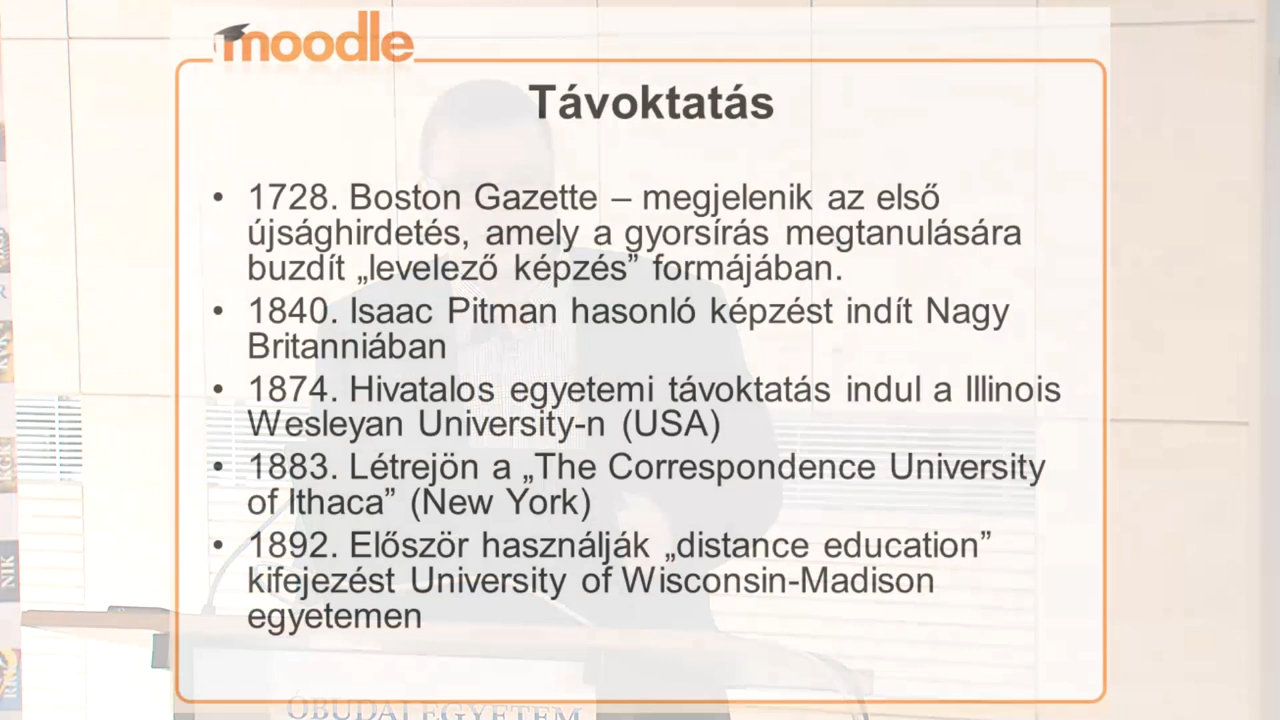 moodle
Távoktatás
• 1728. Boston Gazette – megjelenik az első
újsághirdetés, amely a gyorsírás megtanulására
buzdít „levelező képzés” formájában.
• 1840. Isaac Pitman hasonló képzést indít Nagy
Britanniában
• 1874. Hivatalos egyetemi távoktatás indul a Illinois
Wesleyan University-n (USA)
• 1883. Létrejön a „The Correspondence University
of Ithaca” (New York)
• 1892. Először használják „distance education”
kifejezést University of Wisconsin-Madison
egyetemen
ÓBUDAI EGYETEM
NIK